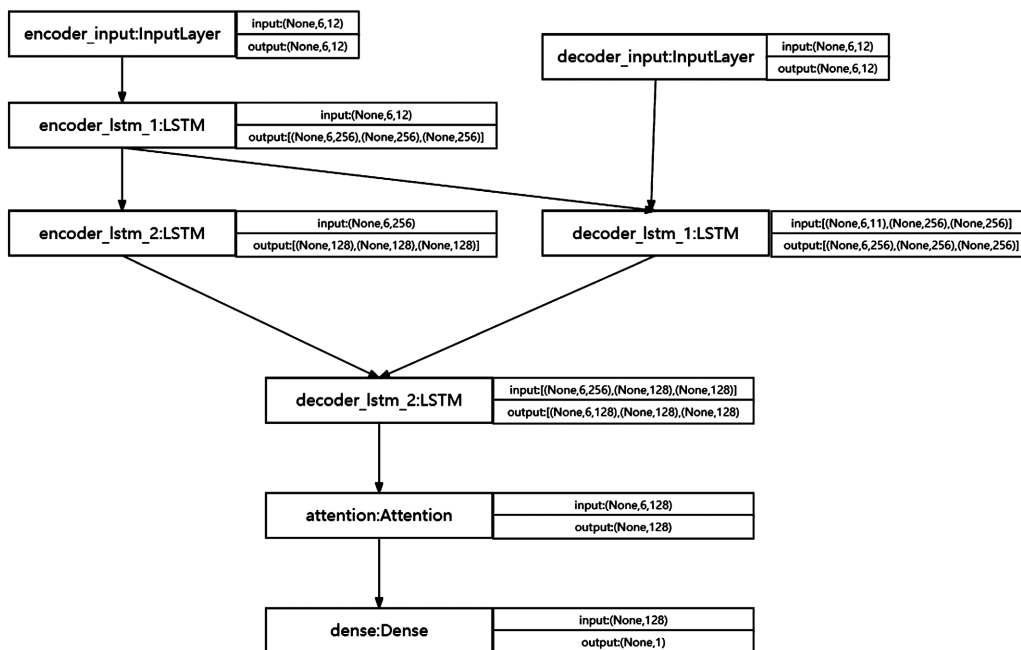 encoder_input:InputLayer
input:(None,6,12)
output:(None,6,12)
decoder_input:InputLayer
input:(None,6,12)
output:(None,6,12)
encoder_lstm_1:LSTM
input:(None,6,12)
output:[(None,6,256),(None,256),(None,256)]
encoder_lstm_2:LSTM
input:(None,6,256)
output:[(None,128),(None,128),(None,128)]
decoder_lstm_1:LSTM
input:[(None,6,11),(None,256),(None,256)]
output:[(None,6,256),(None,256),(None,256)]
decoder_lstm_2:LSTM
input:[(None,6,256),(None,128),(None,128)]
output:[(None,6,128),(None,128),(None,128)
attention:Attention
input:(None,6,128)
output:(None,128)
dense:Dense
input:(None,128)
output:(None,1)